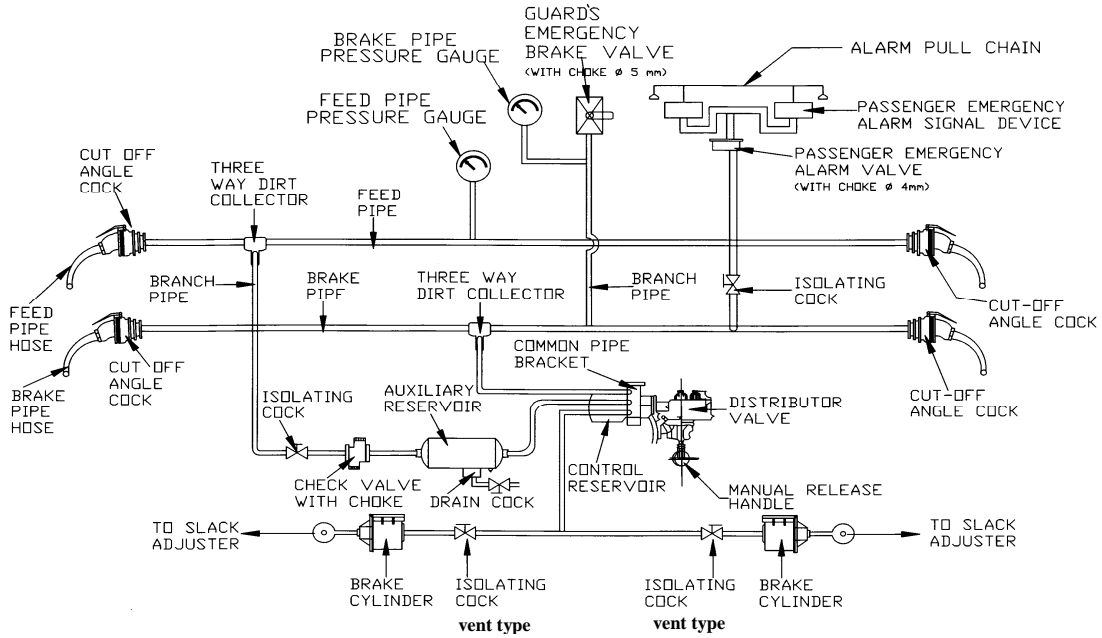 GUARD'S
EMERGENCY
BRAKE VALVE
(WITH CHOKE ø 5 mm)
BRAKE PIPE
PRESSURE GAUGE
ALARM PULL CHAIN
FEED PIPE
PRESSURE GAUGE
PASSENGER EMERGENCY
ALARM SIGNAL DEVICE
CUT OFF
ANGLE
COCK
THREE
WAY DIRT
COLLECTOR
PASSENGER EMERGENCY
ALARM VALVE
(WITH CHOKE ø 4mm)
FEED
PIPE
BRANCH
PIPE
BRAKE
PIPF
THREE WAY
DIRT COLLECTOR
BRANCH
PIPE
ISOLATING
COCK
FEED
PIPE
HOSE
CUT-OFF
ANGLE COCK
BRAKE
PIPE
HOSE
CUT OFF
ANGLE
COCK
COMMON PIPE
BRACKET
CUT-OFF
ANGLE COCK
ISOLATING
COCK
AUXILIARY
RESERVOIR
DISTRIBUTOR
VALVE
CHECK VALVE
WITH CHOKE
DRAIN COCK
CONTROL
RESERVOIR
MANUAL RELEASE
HANDLE
TO SLACK
ADJUSTER
TO SLACK
ADJUSTER
BRAKE
CYLINDER
ISOLATING
COCK
vent type
ISOLATING
COCK
vent type
BRAKE
CYLINDER